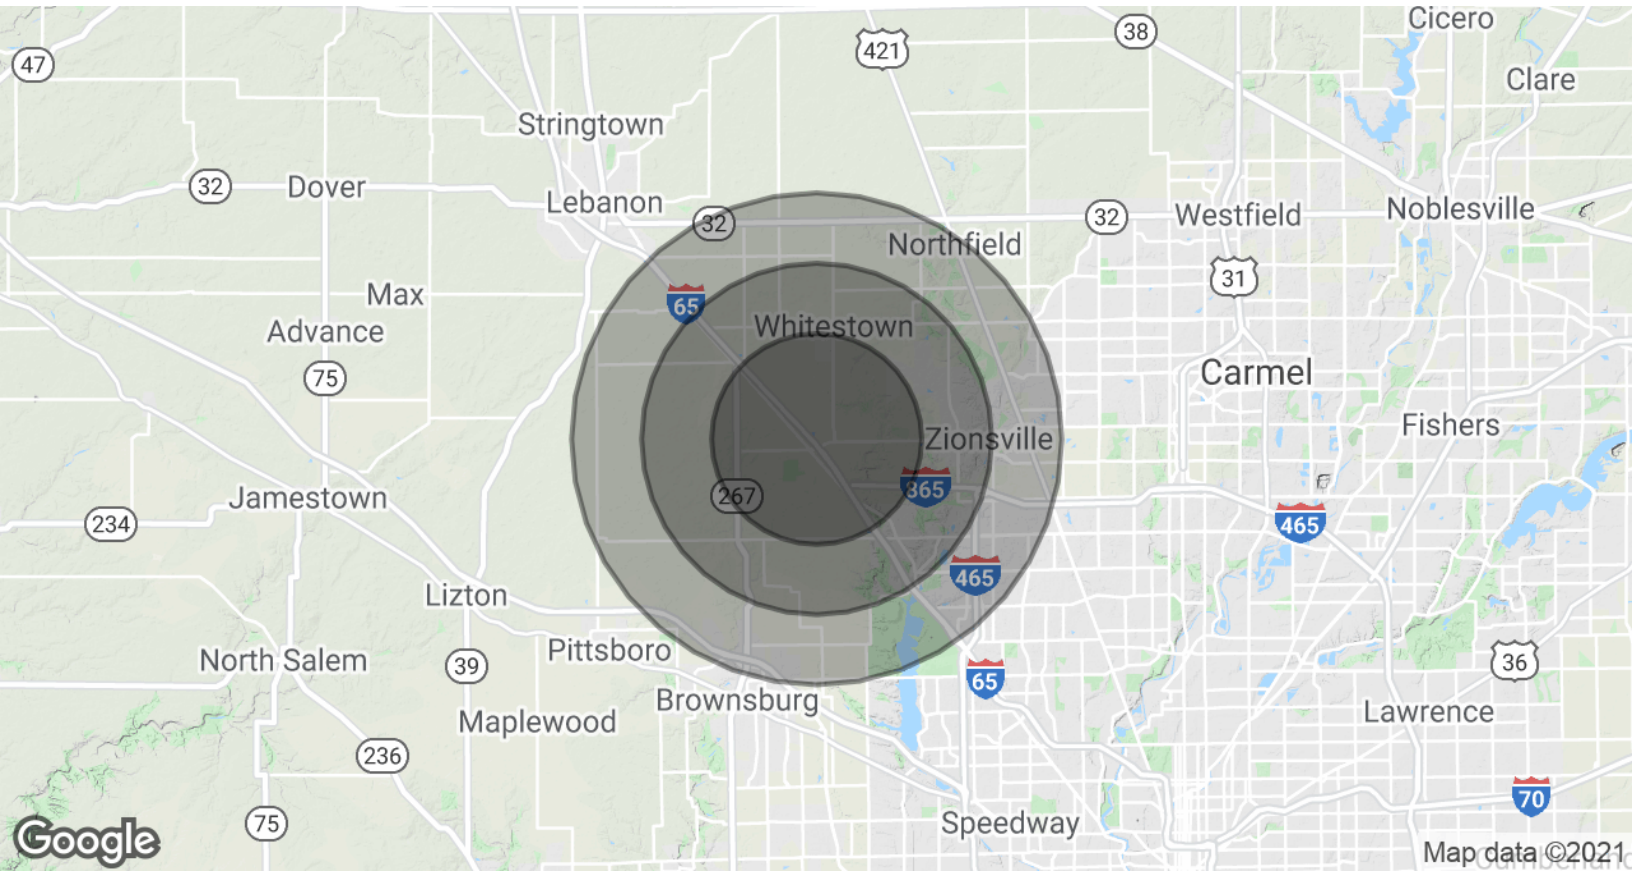 Cicero
38
421
47
Clare
Stringtown
32
Dover
Lebanon
32
32
Westfield
Noblesville
Northfield
31
Max
65
Advance
Whitestown
75
Carmel
Fishers
Zionsville
865
267
Jamestown
234
465
465
Lizton
Pittsboro
North Salem
39
36
65
Brownsburg
Maplewood
Lawrence
236
70
75
Speedway
Google
Map data ©2021
Cumberland